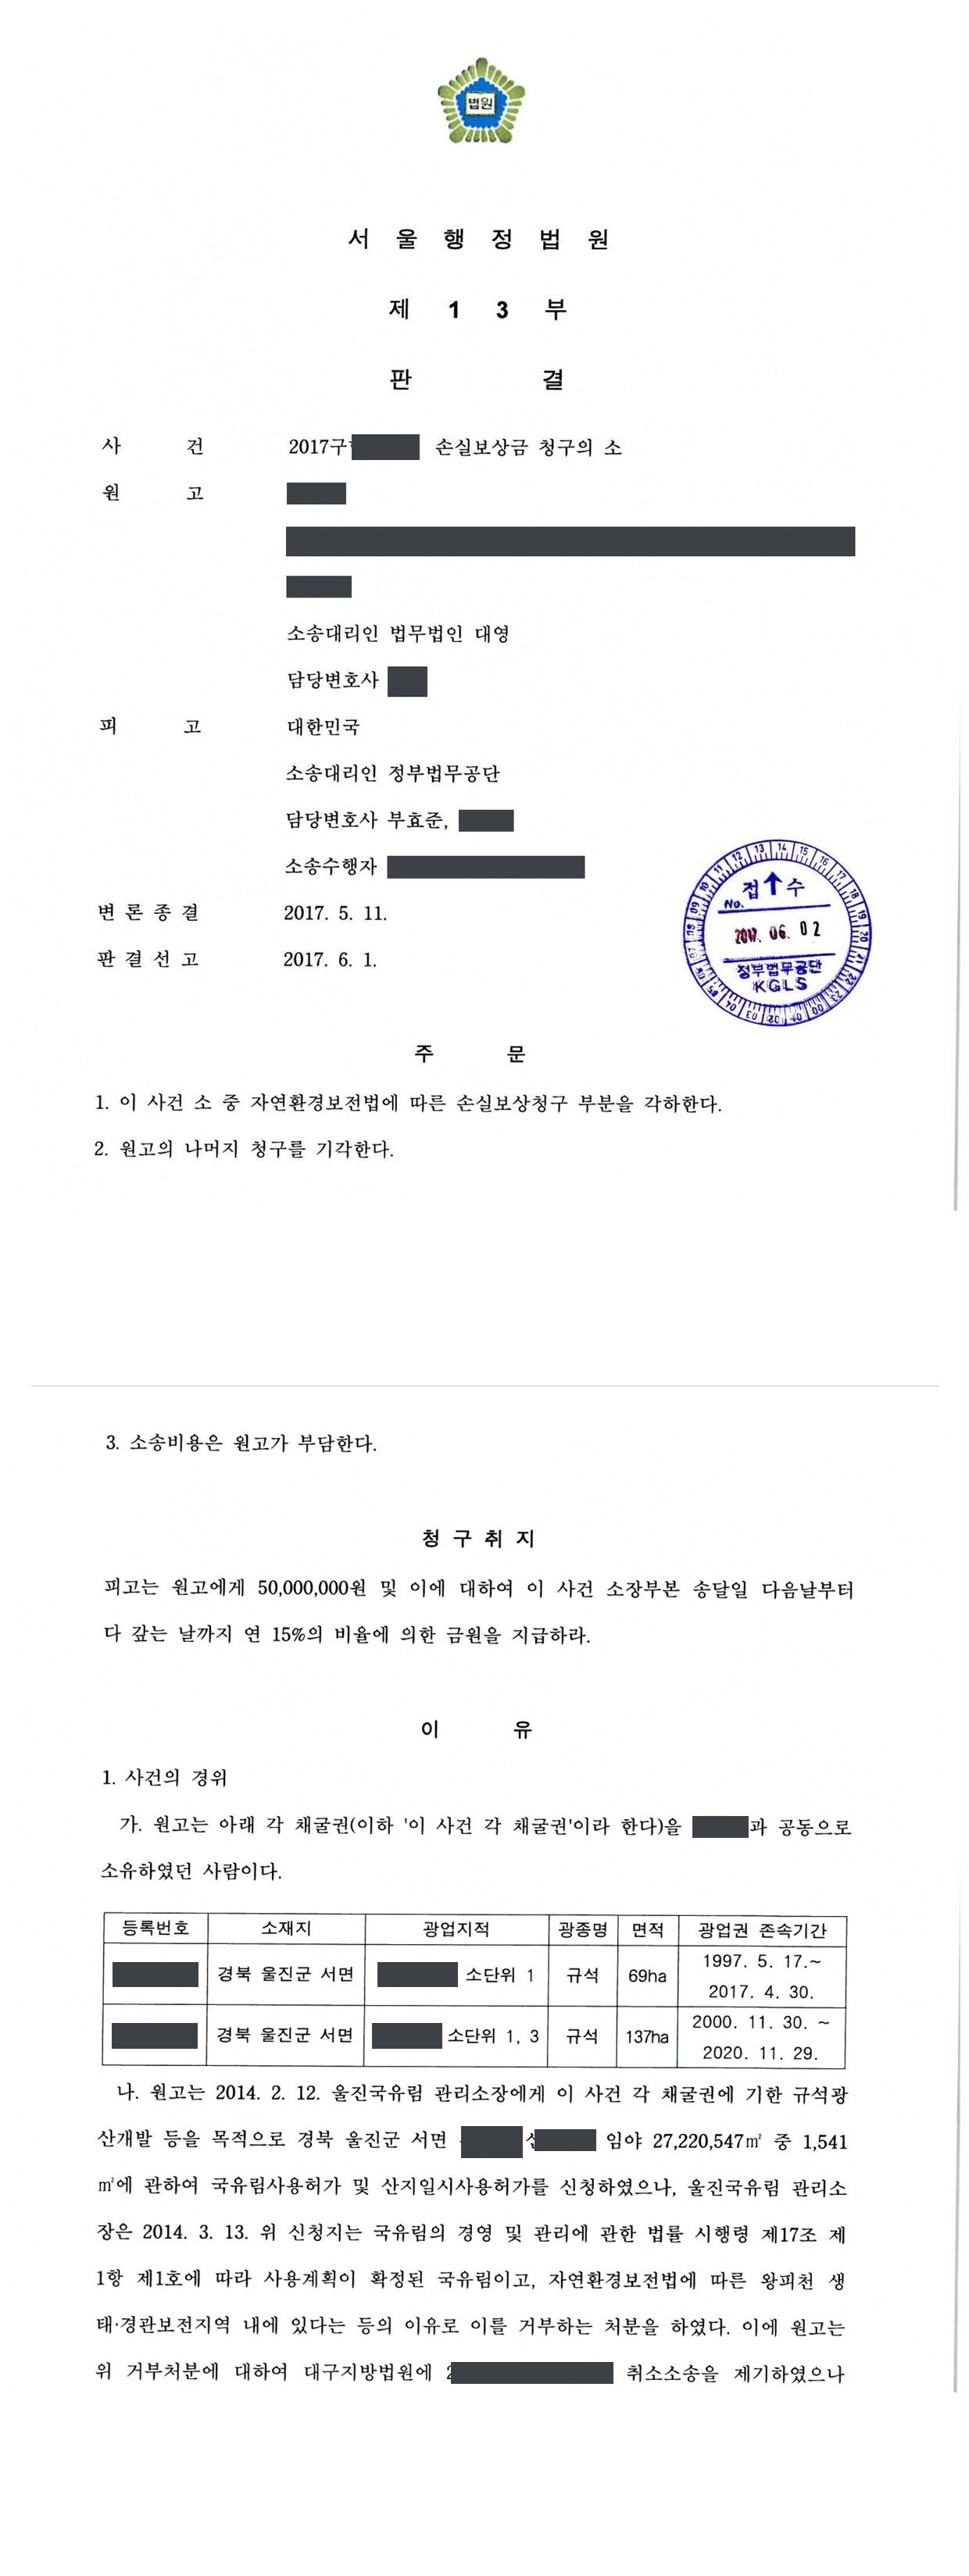 법원
서 울 행 정 법 원
제 1 3 부
판 결
사 건 2017구 손실보상금 청구의 소
원 고
소송대리인 법무법인 대영
담당변호사
피 고 대한민국
소송대리인 정부법무공단
담당변호사 부효준,
소송수행자
변 론 종 결 2017. 5. 11.
판 결 선 고 2017. 6. 1.
접 수
No.
2017. 06. 02
정부법무공단
KGLS
주 문
1. 이 사건 소 중 자연환경보전법에 따른 손실보상청구 부분을 각하한다.
2. 원고의 나머지 청구를 기각한다.
3. 소송비용은 원고가 부담한다.
청 구 취 지
피고는 원고에게 50,000,000원 및 이에 대하여 이 사건 소장부본 송달일 다음날부터
다 갚는 날까지 연 15%의 비율에 의한 금원을 지급하라.
이 유
1. 사건의 경위
가. 원고는 아래 각 채굴권(이하 '이 사건 각 채굴권'이라 한다)을 과 공동으로
소유하였던 사람이다.
등록번호 소재지 광업지적 광종명 면적 광업권 존속기간
경북 울진군 서면 소단위 1 규석 69ha 1997. 5. 17.~
2017. 4. 30.
경북 울진군 서면 소단위 1, 3 규석 137ha 2000. 11. 30. ~
2020. 11. 29.
나. 원고는 2014. 2. 12. 울진국유림 관리소장에게 이 사건 각 채굴권에 기한 규석광
산개발 등을 목적으로 경북 울진군 서면 임야 27,220,547㎡ 중 1,541
㎡에 관하여 국유림사용허가 및 산지일시사용허가를 신청하였으나, 울진국유림 관리소
장은 2014. 3. 13. 위 신청지는 국유림의 경영 및 관리에 관한 법률 시행령 제17조 제
1항 제1호에 따라 사용계획이 확정된 국유림이고, 자연환경보전법에 따른 왕피천 생
태·경관보전지역 내에 있다는 등의 이유로 이를 거부하는 처분을 하였다. 이에 원고는
위 거부처분에 대하여 대구지방법원에 취소소송을 제기하였으나